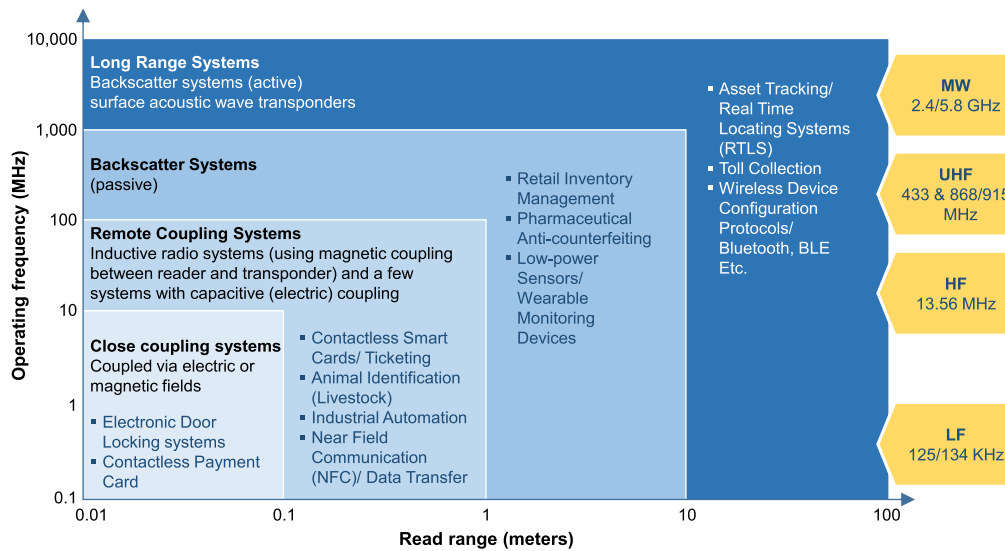 Operating frequency (MHz)
10,000
1,000
100
10
1
0.1
Long Range Systems
Backscatter systems (active)
surface acoustic wave transponders
Backscatter Systems
(passive)
Remote Coupling Systems
Inductive radio systems (using magnetic coupling
between reader and transponder) and a few
systems with capacitive (electric) coupling
Close coupling systems
Coupled via electric or
magnetic fields
▪ Electronic Door
Locking systems
▪ Contactless Payment
Card
▪ Contactless Smart
Cards/ Ticketing
▪ Animal Identification
(Livestock)
▪ Industrial Automation
▪ Near Field
Communication
(NFC)/ Data Transfer
▪ Retail Inventory
Management
▪ Pharmaceutical
Anti-counterfeiting
▪ Low-power
Sensors/
Wearable
Monitoring
Devices
▪ Asset Tracking/
Real Time
Locating Systems
(RTLS)
▪ Toll Collection
▪ Wireless Device
Configuration
Protocols/
Bluetooth, BLE
Etc.
MW
2.4/5.8 GHz
UHF
433 & 868/915
MHz
HF
13.56 MHz
LF
125/134 KHz
0.01
0.1
1
10
100
Read range (meters)